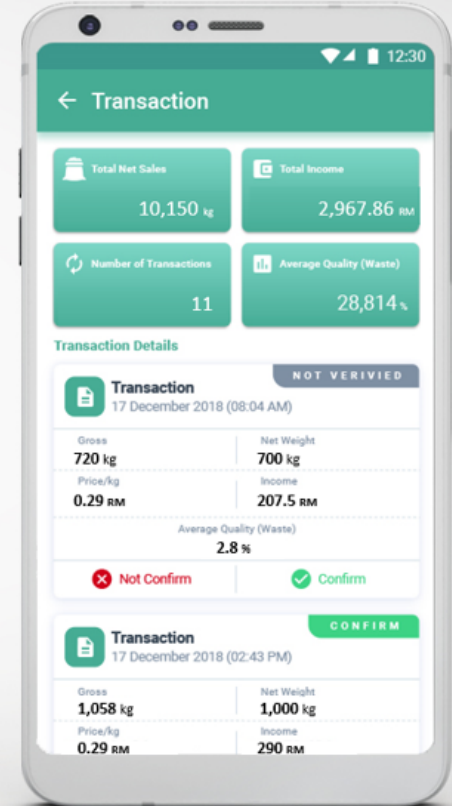 12:30
Transaction
Total Net Sales
10,150 kg
Total Income
2,967.86 RM
Number of Transactions
11
Average Quality (Waste)
28,814 %
Transaction Details
NOT VERIVIED
Transaction
17 December 2018 (08:04 AM)
Gross
720 kg
Net Weight
700 kg
Price/kg
0.29 RM
Income
207.5 RM
Average Quality (Waste)
2.8 %
Not Confirm
Confirm
CONFIRM
Transaction
17 December 2018 (02:43 PM)
Gross
1,058 kg
Net Weight
1,000 kg
Price/kg
0.29 RM
Income
290 RM